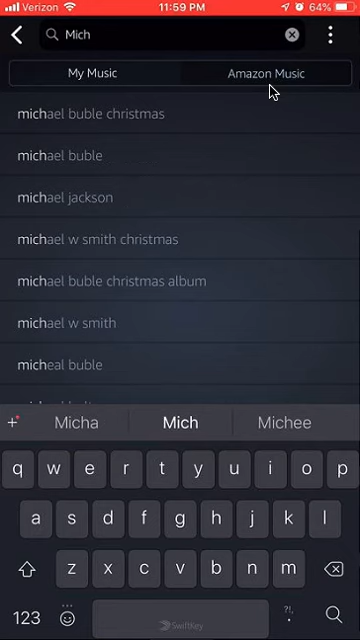 Verizon 11:59 PM 64%
Mich
My Music Amazon Music
michael buble christmas
michael buble
michael jackson
michael w smith christmas
michael buble christmas album
michael w smith
micheal buble
+ Micha Mich Michee
q w e r t y u i o p
a s d f g h j k l
z x c v b n m
123 SwiftKey ?!,